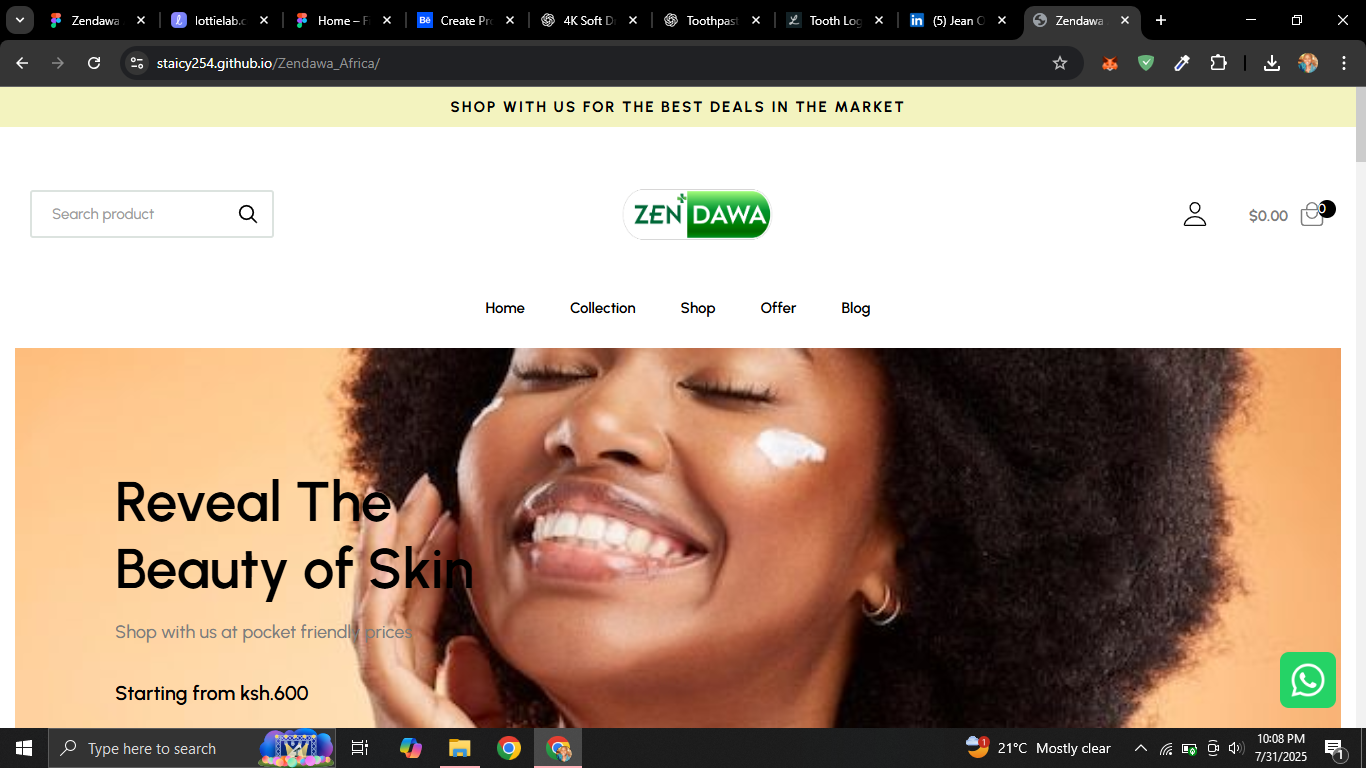 Zendawa
lottielab.c
Home – F
Create Pr
4K Soft D
Toothpast
Tooth Log
(5) Jean O
Zendawa
staicy254.github.io/Zendawa_Africa/
SHOP WITH US FOR THE BEST DEALS IN THE MARKET
Search product
ZEN DAWA
$0.00
0
Home Collection Shop Offer Blog
Reveal The
Beauty of Skin
Shop with us at pocket friendly prices
Starting from ksh.600
Type here to search
1
21°C Mostly clear
10:08 PM
7/31/2025
1